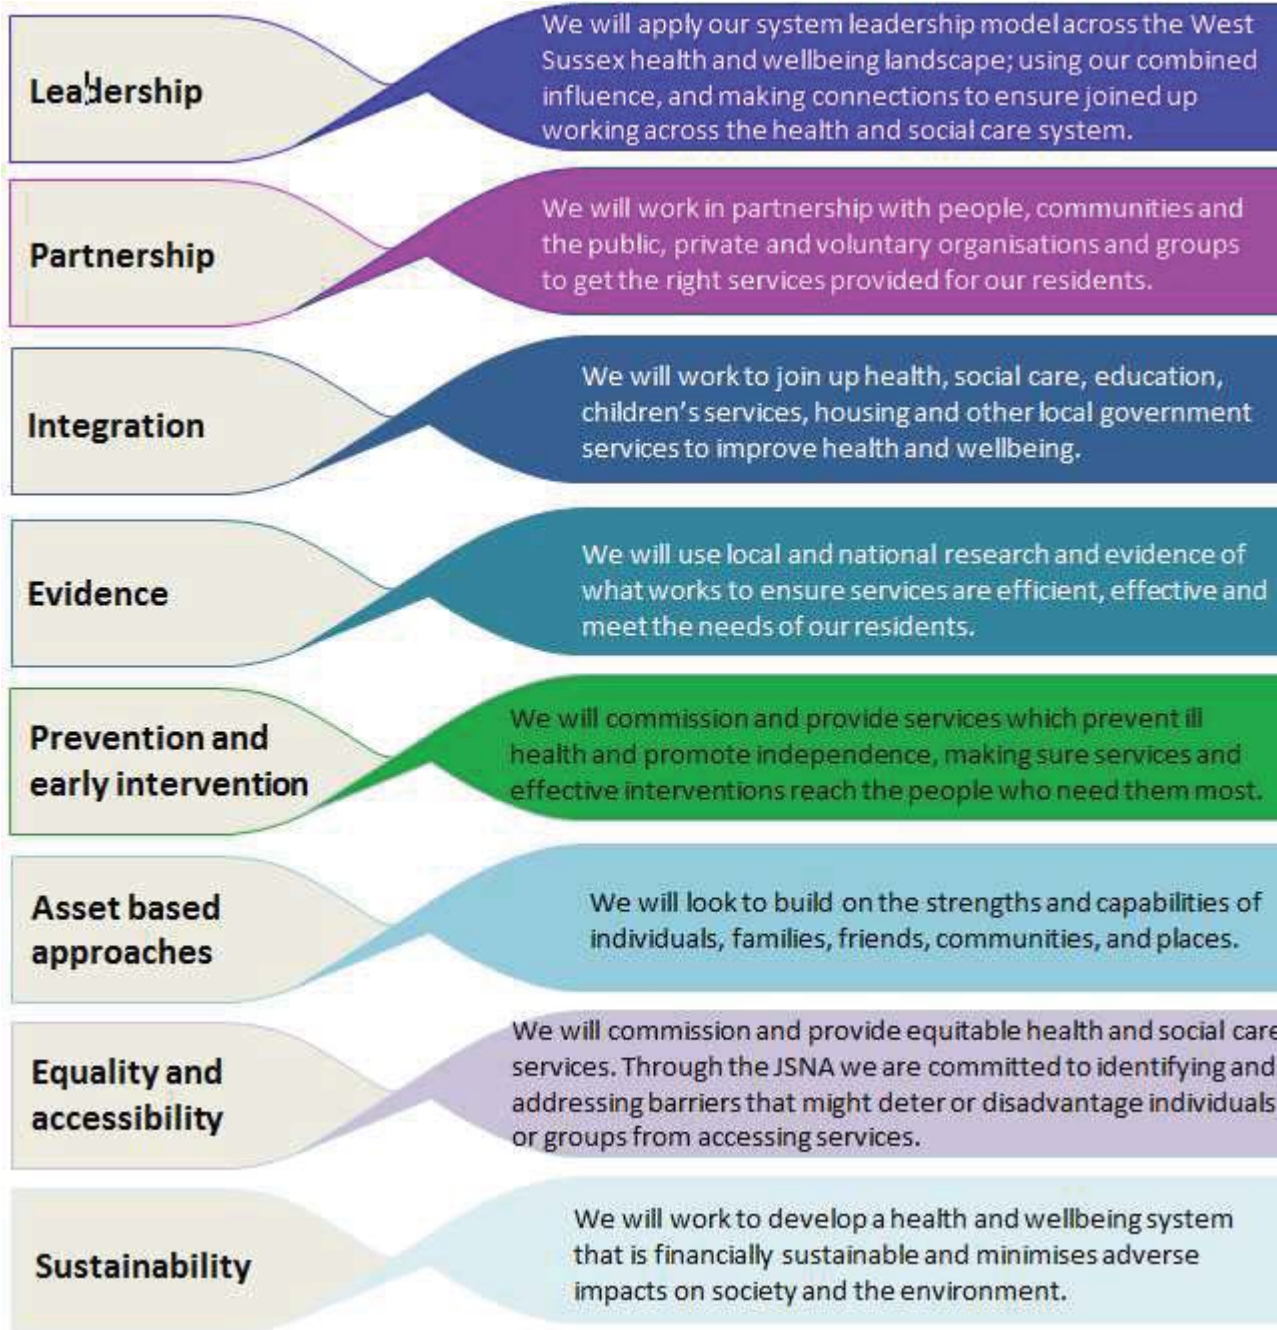 Leadership
We will apply our system leadership model across the West
Sussex health and wellbeing landscape; using our combined
influence, and making connections to ensure joined up
working across the health and social care system.
Partnership
We will work in partnership with people, communities and
the public, private and voluntary organisations and groups
to get the right services provided for our residents.
Integration
We will work to join up health, social care, education,
children's services, housing and other local government
services to improve health and wellbeing.
Evidence
We will use local and national research and evidence of
what works to ensure services are efficient, effective and
meet the needs of our residents.
Prevention and
early intervention
We will commission and provide services which prevent ill
health and promote independence, making sure services and
effective interventions reach the people who need them most.
Asset based
approaches
We will look to build on the strengths and capabilities of
individuals, families, friends, communities, and places.
Equality and
accessibility
We will commission and provide equitable health and social care
services. Through the JSNA we are committed to identifying and
addressing barriers that might deter or disadvantage individuals
or groups from accessing services.
Sustainability
We will work to develop a health and wellbeing system
that is financially sustainable and minimises adverse
impacts on society and the environment.